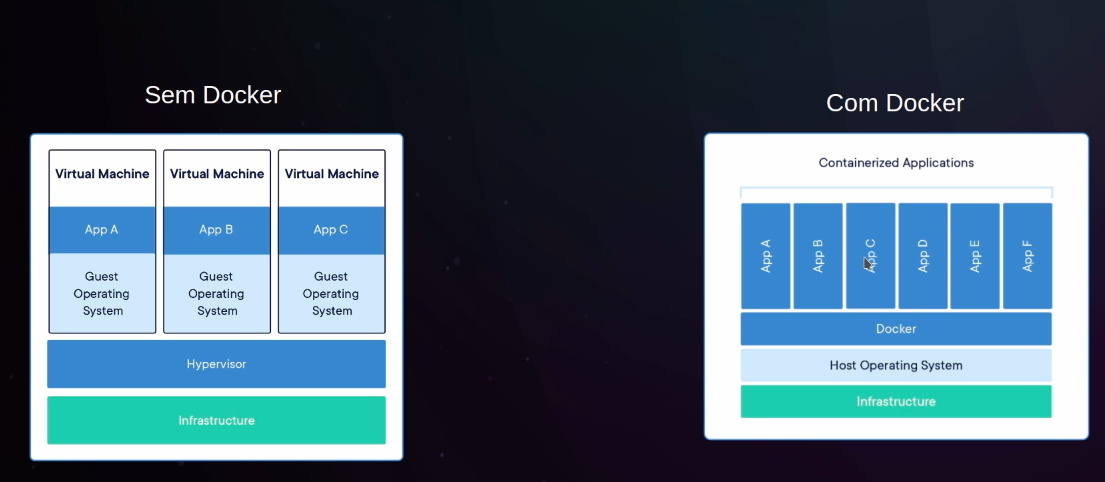 Sem Docker
Virtual Machine
App A
Guest
Operating
System
Virtual Machine
App B
Guest
Operating
System
Virtual Machine
App C
Guest
Operating
System
Hypervisor
Infrastructure
Com Docker
Containerized Applications
App A
App B
App C
App D
App E
App F
Docker
Host Operating System
Infrastructure